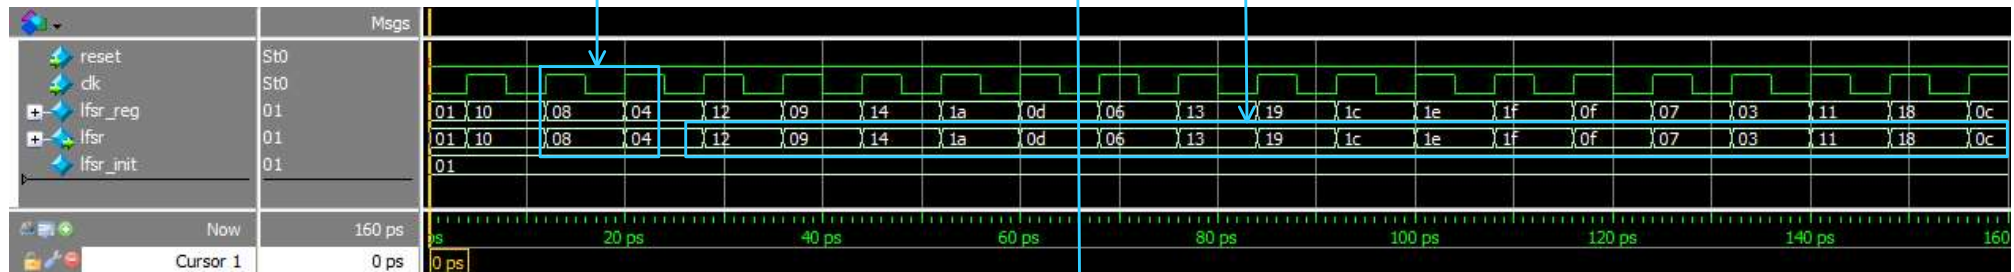 Msgs
reset St0
clk St0
lfsr_reg 01 01 10 08 04 12 09 14 1a 0d 06 13 19 1c 1e 1f 0f 07 03 11 18 0c
lfsr 01 01 10 08 04 12 09 14 1a 0d 06 13 19 1c 1e 1f 0f 07 03 11 18 0c
lfsr_init 01 01
Now 160 ps ps 20 ps 40 ps 60 ps 80 ps 100 ps 120 ps 140 ps 160
Cursor 1 0 ps 0 ps